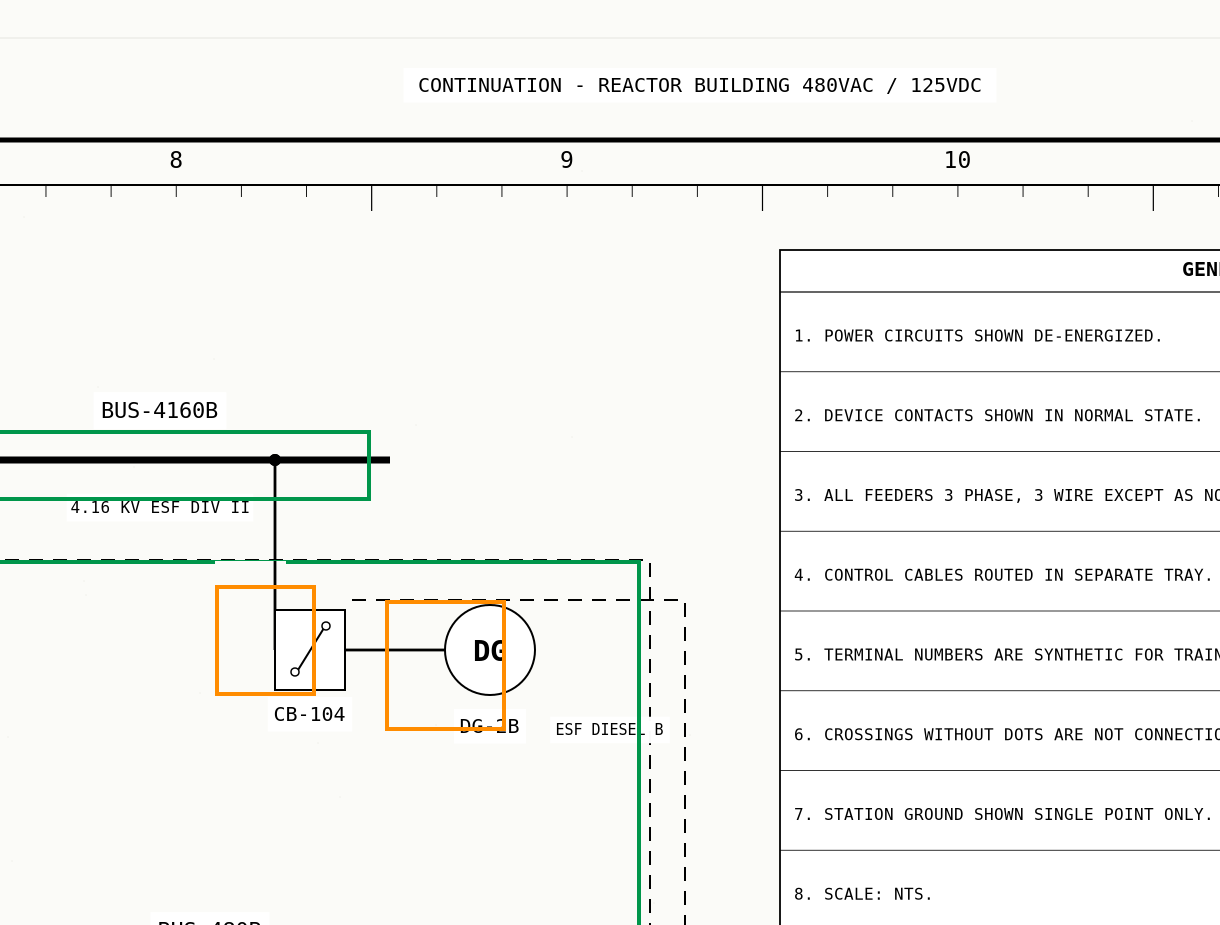 CONTINUATION - REACTOR BUILDING 480VAC / 125VDC
8 9 10
GEN
1. POWER CIRCUITS SHOWN DE-ENERGIZED.
BUS-4160B
2. DEVICE CONTACTS SHOWN IN NORMAL STATE.
4.16 KV ESF DIV II
3. ALL FEEDERS 3 PHASE, 3 WIRE EXCEPT AS NO
4. CONTROL CABLES ROUTED IN SEPARATE TRAY.
DG
5. TERMINAL NUMBERS ARE SYNTHETIC FOR TRAIN
CB-104
DG-2B
ESF DIESEL B
6. CROSSINGS WITHOUT DOTS ARE NOT CONNECTIO
7. STATION GROUND SHOWN SINGLE POINT ONLY.
8. SCALE: NTS.